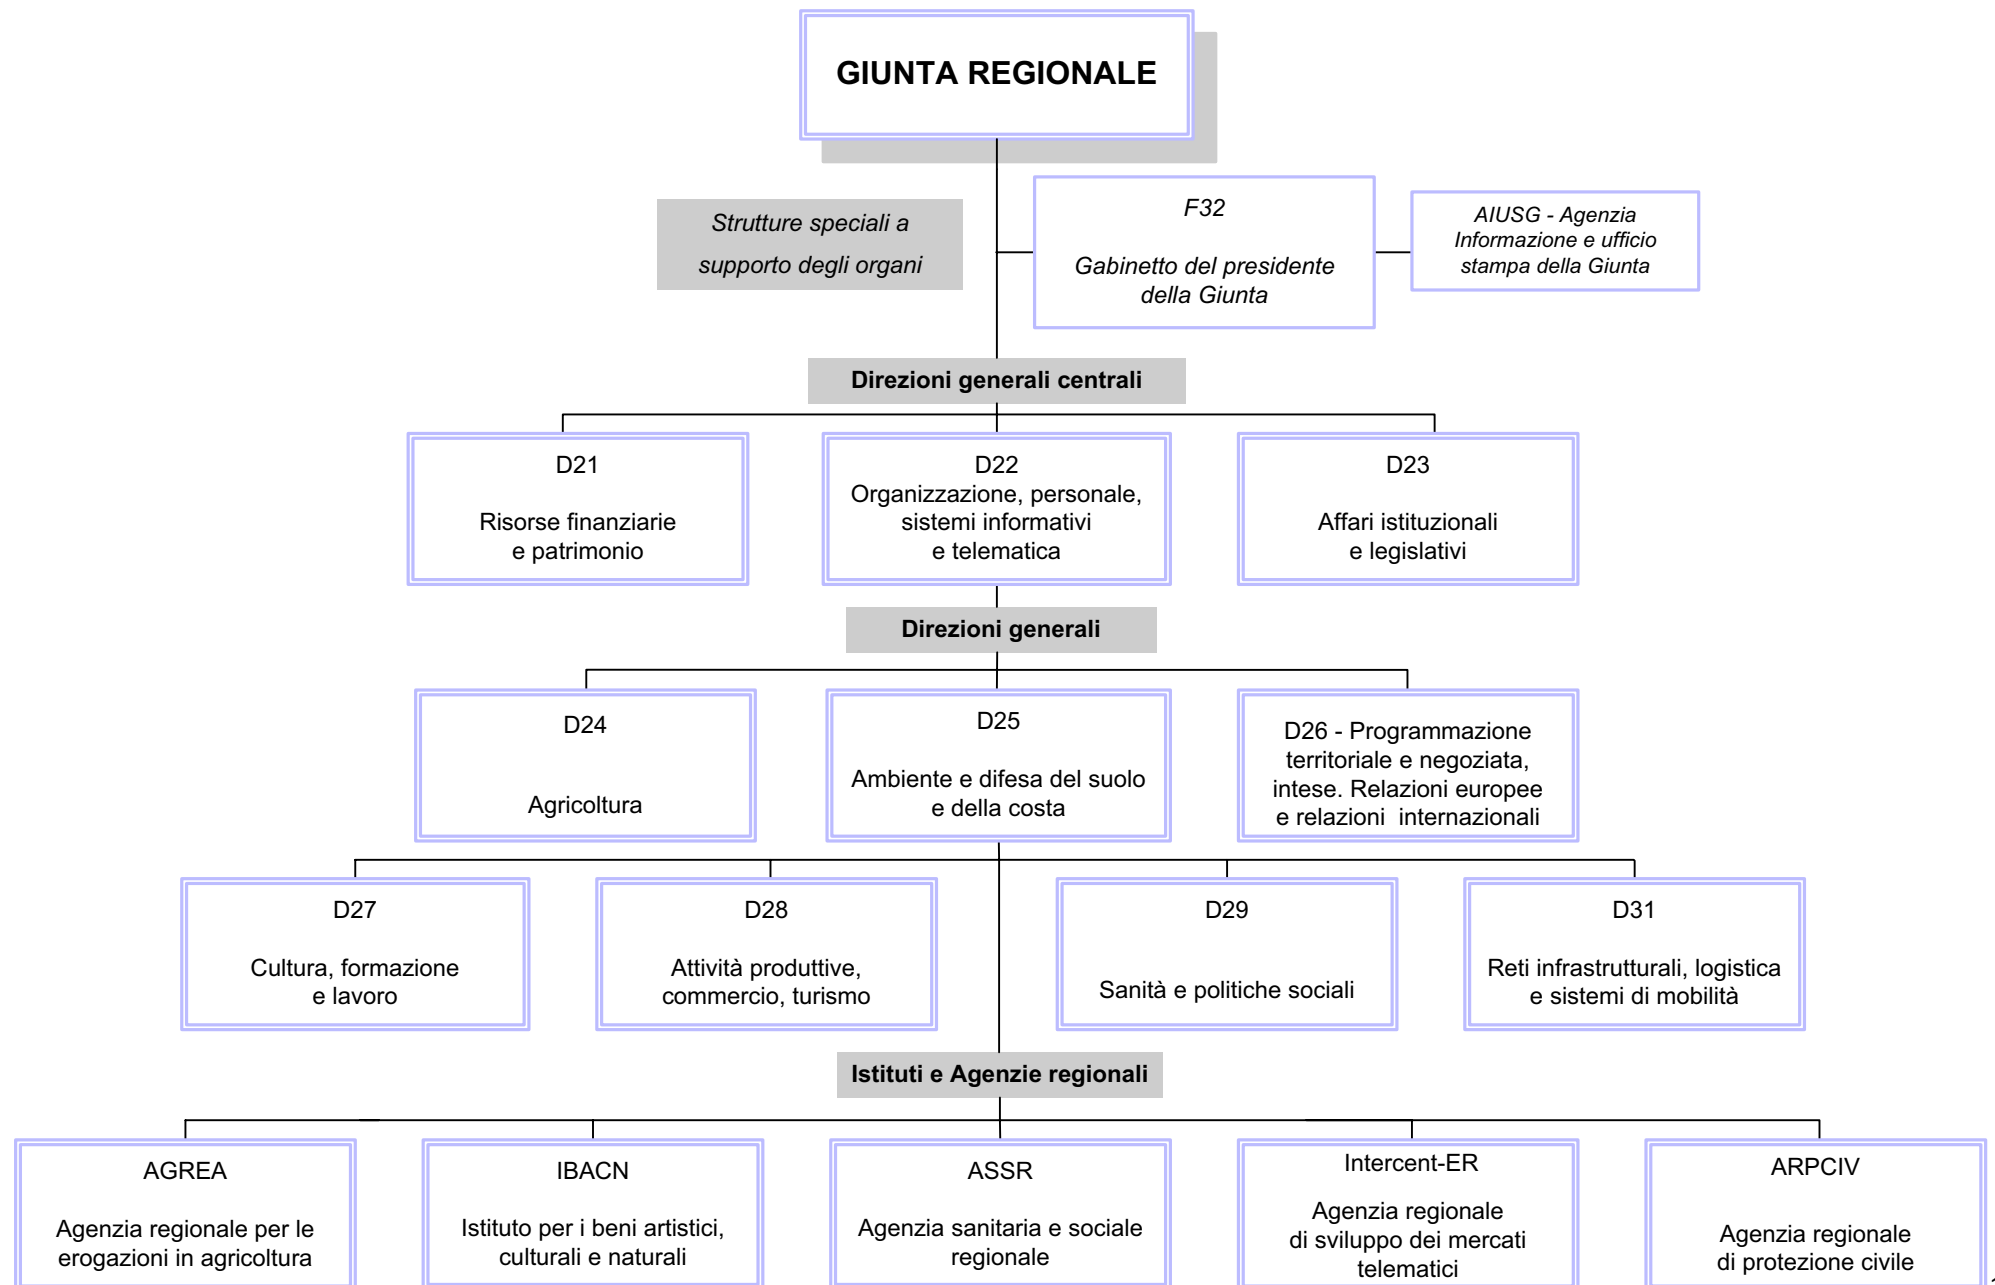 GIUNTA REGIONALE
Strutture speciali a
supporto degli organi
F32
Gabinetto del presidente
della Giunta
AIUSG - Agenzia
Informazione e ufficio
stampa della Giunta
Direzioni generali centrali
D21
Risorse finanziarie
e patrimonio
D22
Organizzazione, personale,
sistemi informativi
e telematica
D23
Affari istituzionali
e legislativi
Direzioni generali
D24
Agricoltura
D25
Ambiente e difesa del suolo
e della costa
D26 - Programmazione
territoriale e negoziata,
intese. Relazioni europee
e relazioni internazionali
D27
Cultura, formazione
e lavoro
D28
Attività produttive,
commercio, turismo
D29
Sanità e politiche sociali
D31
Reti infrastrutturali, logistica
e sistemi di mobilità
Istituti e Agenzie regionali
AGREA
Agenzia regionale per le
erogazioni in agricoltura
IBACN
Istituto per i beni artistici,
culturali e naturali
ASSR
Agenzia sanitaria e sociale
regionale
Intercent-ER
Agenzia regionale
di sviluppo dei mercati
telematici
ARPCIV
Agenzia regionale
di protezione civile